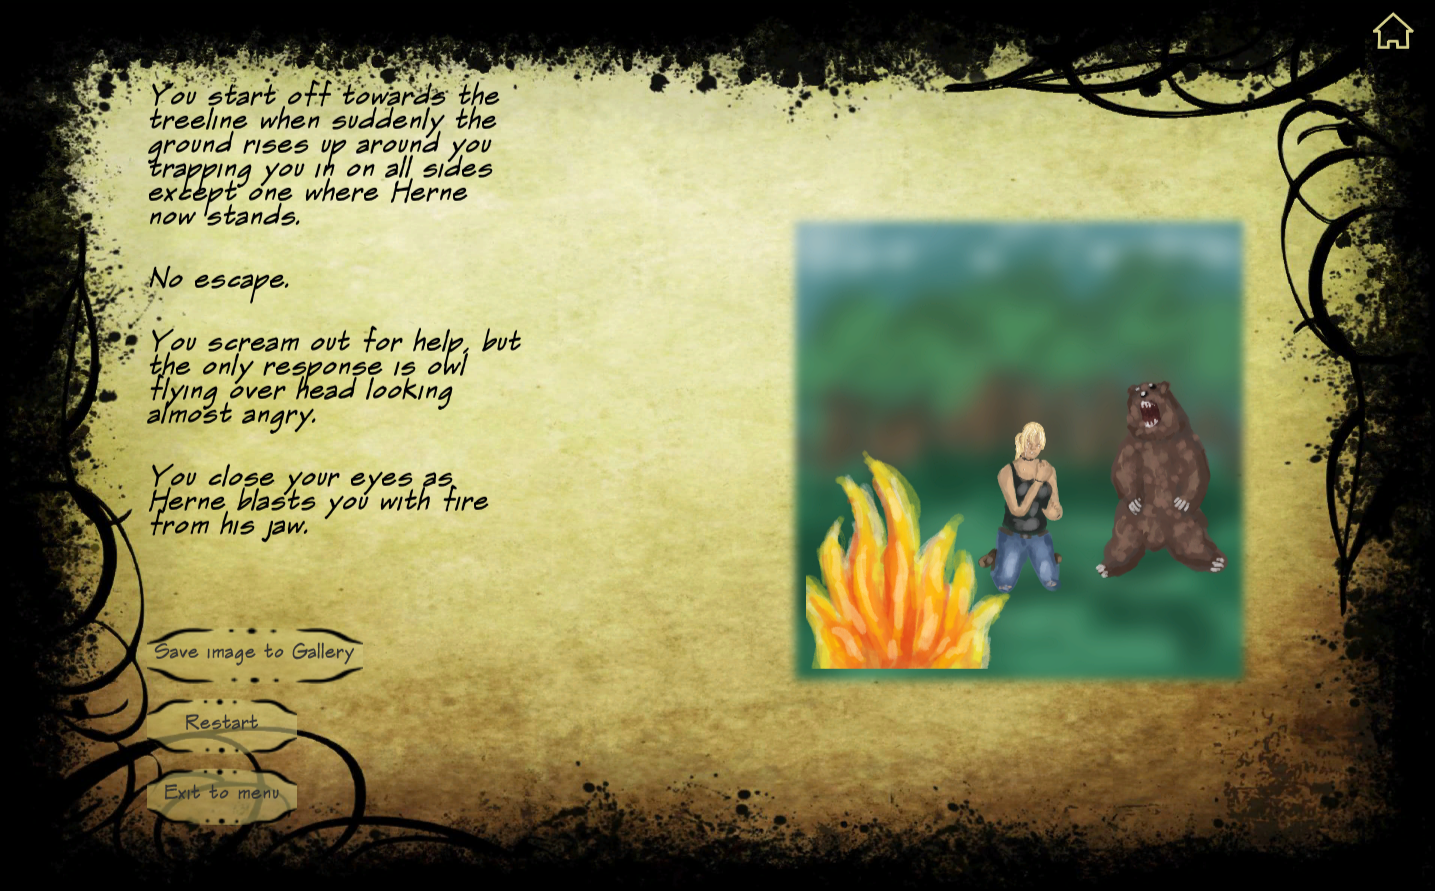 You start off towards the
treeline when suddenly the
ground rises up around you
trapping you in on all sides
except one where Herne
now stands.
No escape.
You scream out for help, but
the only response is owl
flying over head looking
almost angry.
You close your eyes as
Herne blasts you with fire
from his jaw.
Save image to Gallery
Restart
Exit to menu